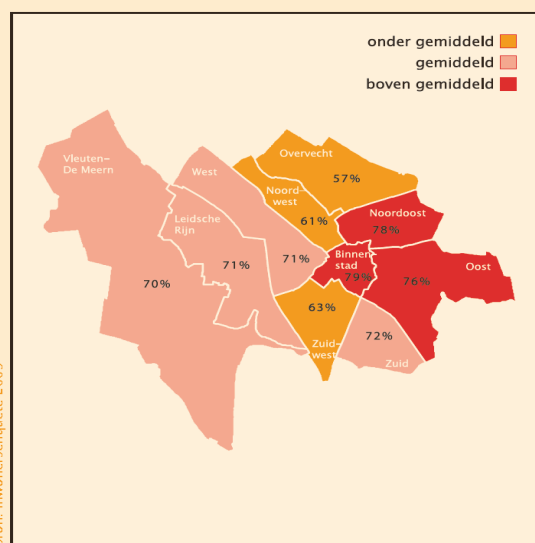 onder gemiddeld
gemiddeld
boven gemiddeld
Vleuten–
De Meern
West
Overvecht
57%
Noord-
west
61%
Noordoost
78%
Leidsche
Rijn
71%
71%
Binnen
stad
79%
Oost
76%
70%
63%
Zuid-
west
72%
Zuid